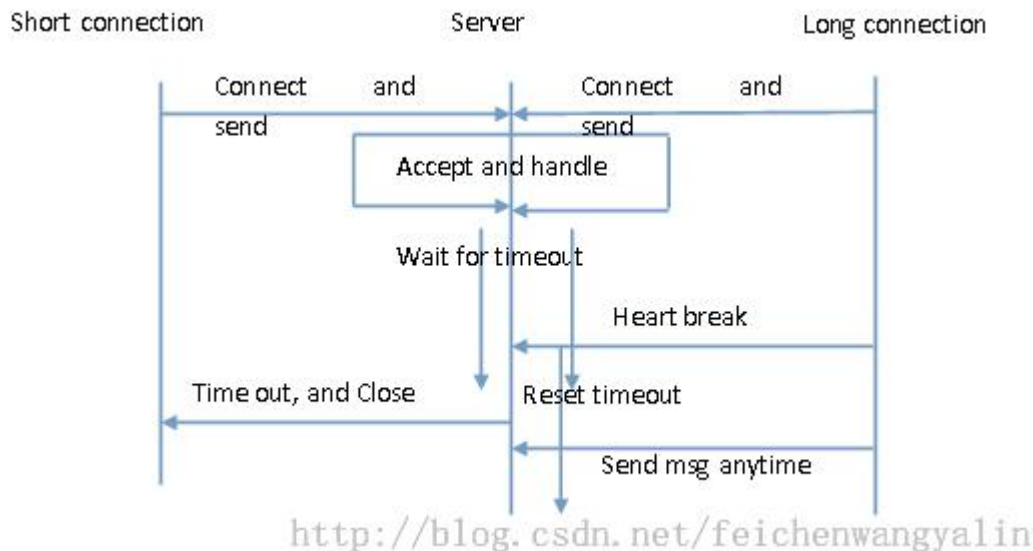 Short connection
Server
Long connection
Connect and
send
Connect and
send
Accept and handle
Wait for timeout
Heart break
Time out, and Close
Reset timeout
Send msg anytime
http://blog.csdn.net/feichenwangyalin